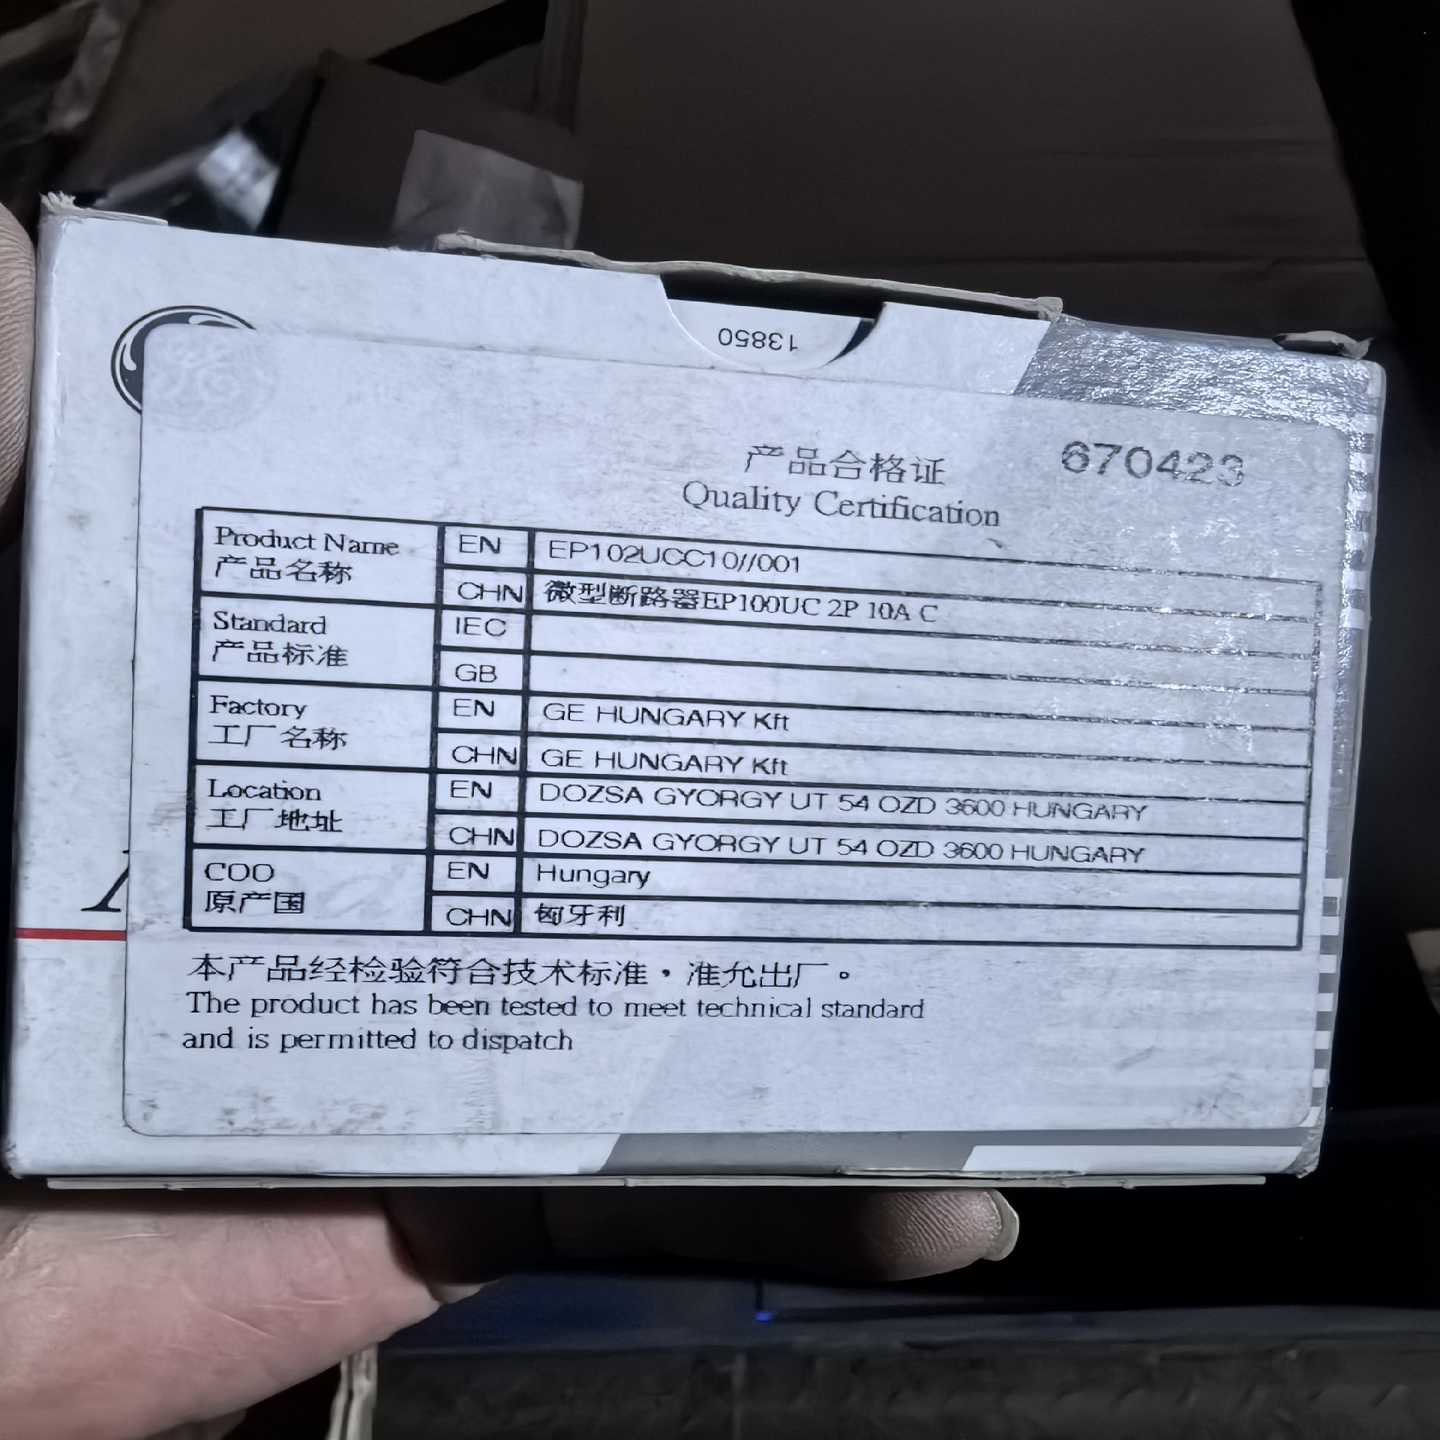 13850
产品合格证
670423
Quality Certification
Product Name
产品名称
EN
EP102UCC10//001
CHN
微型断路器EP100UC 2P 10A C
Standard
产品标准
IEC
GB
Factory
工厂名称
EN
GE HUNGARY Kft
CHN
GE HUNGARY Kft
Location
工厂地址
EN
DOZSA GYORGY UT 54 OZD 3600 HUNGARY
CHN
DOZSA GYORGY UT 54 OZD 3600 HUNGARY
COO
原产国
EN
Hungary
CHN
匈牙利
本产品经检验符合技术标准，准允出厂。
The product has been tested to meet technical standard
and is permitted to dispatch